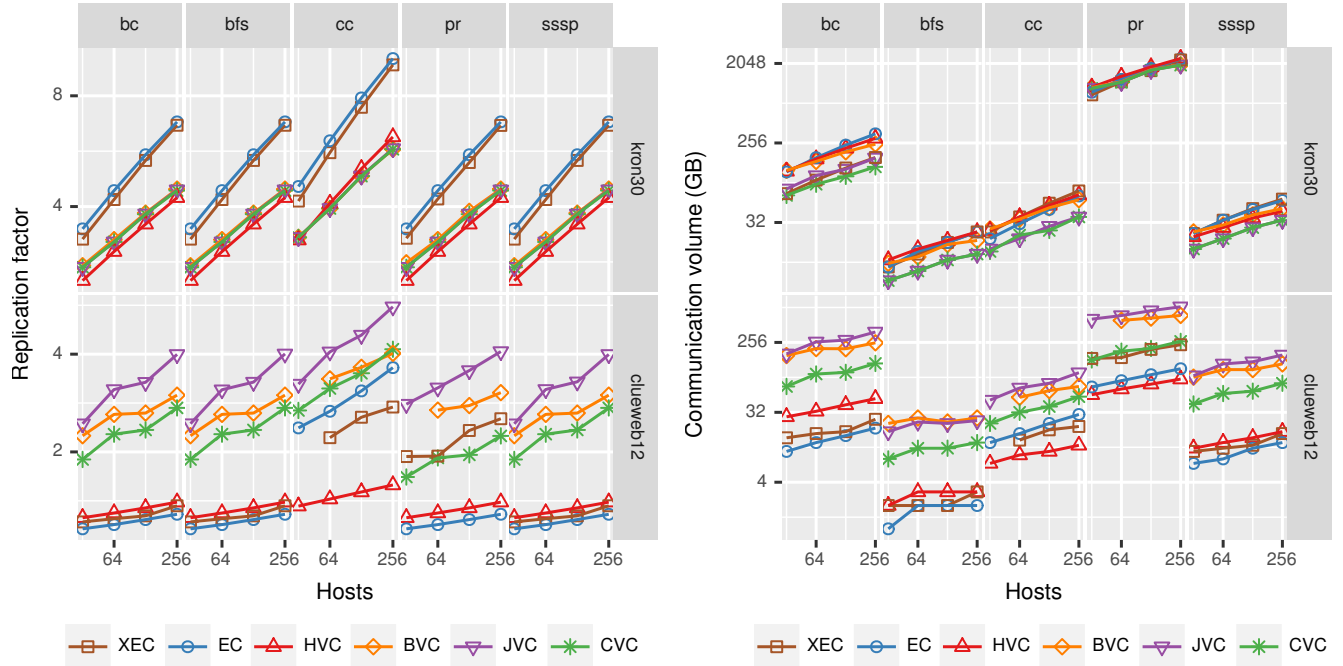 bc bfs cc pr sssp
8
4
kron30
4
2
clueweb12
Replication factor
64 256 64 256 64 256 64 256 64 256
Hosts
XEC EC HVC BVC JVC CVC
bc bfs cc pr sssp
2048
256
32
kron30
256
32
4
clueweb12
Communication volume (GB)
64 256 64 256 64 256 64 256 64 256
Hosts
XEC EC HVC BVC JVC CVC